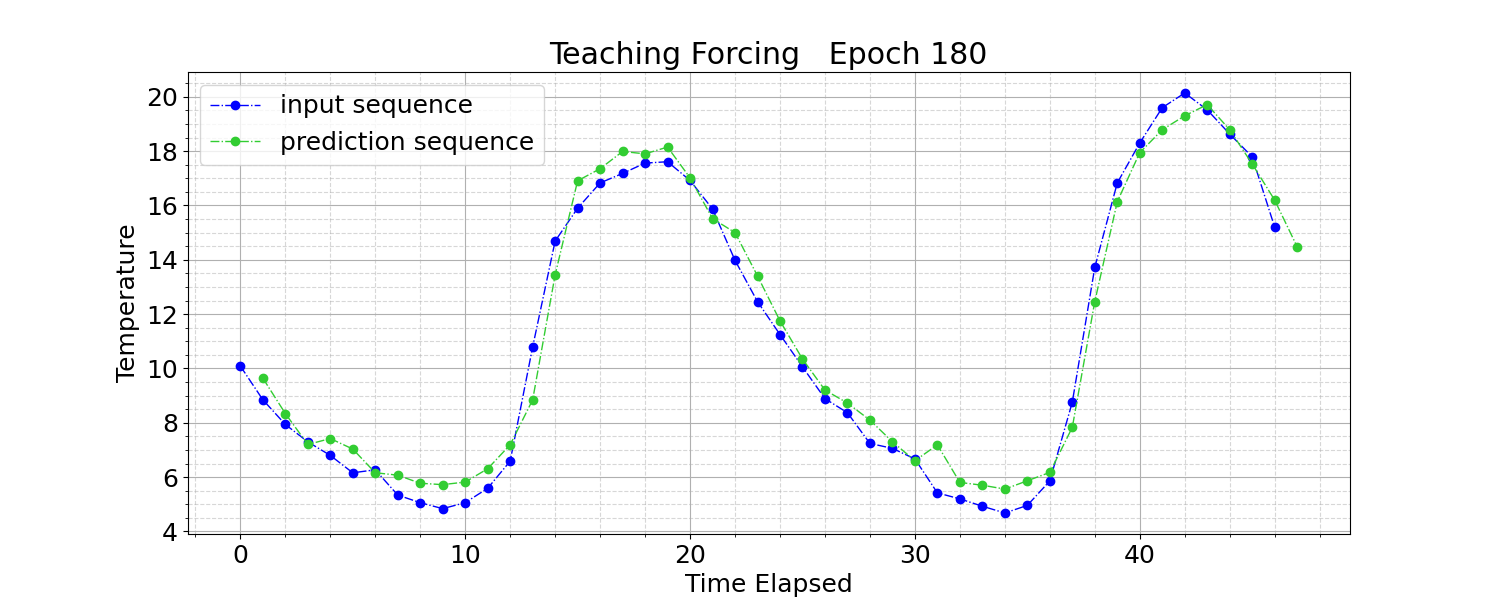 Teaching Forcing   Epoch 180
input sequence
prediction sequence
Temperature
20
18
16
14
12
10
8
6
4
0 10 20 30 40
Time Elapsed